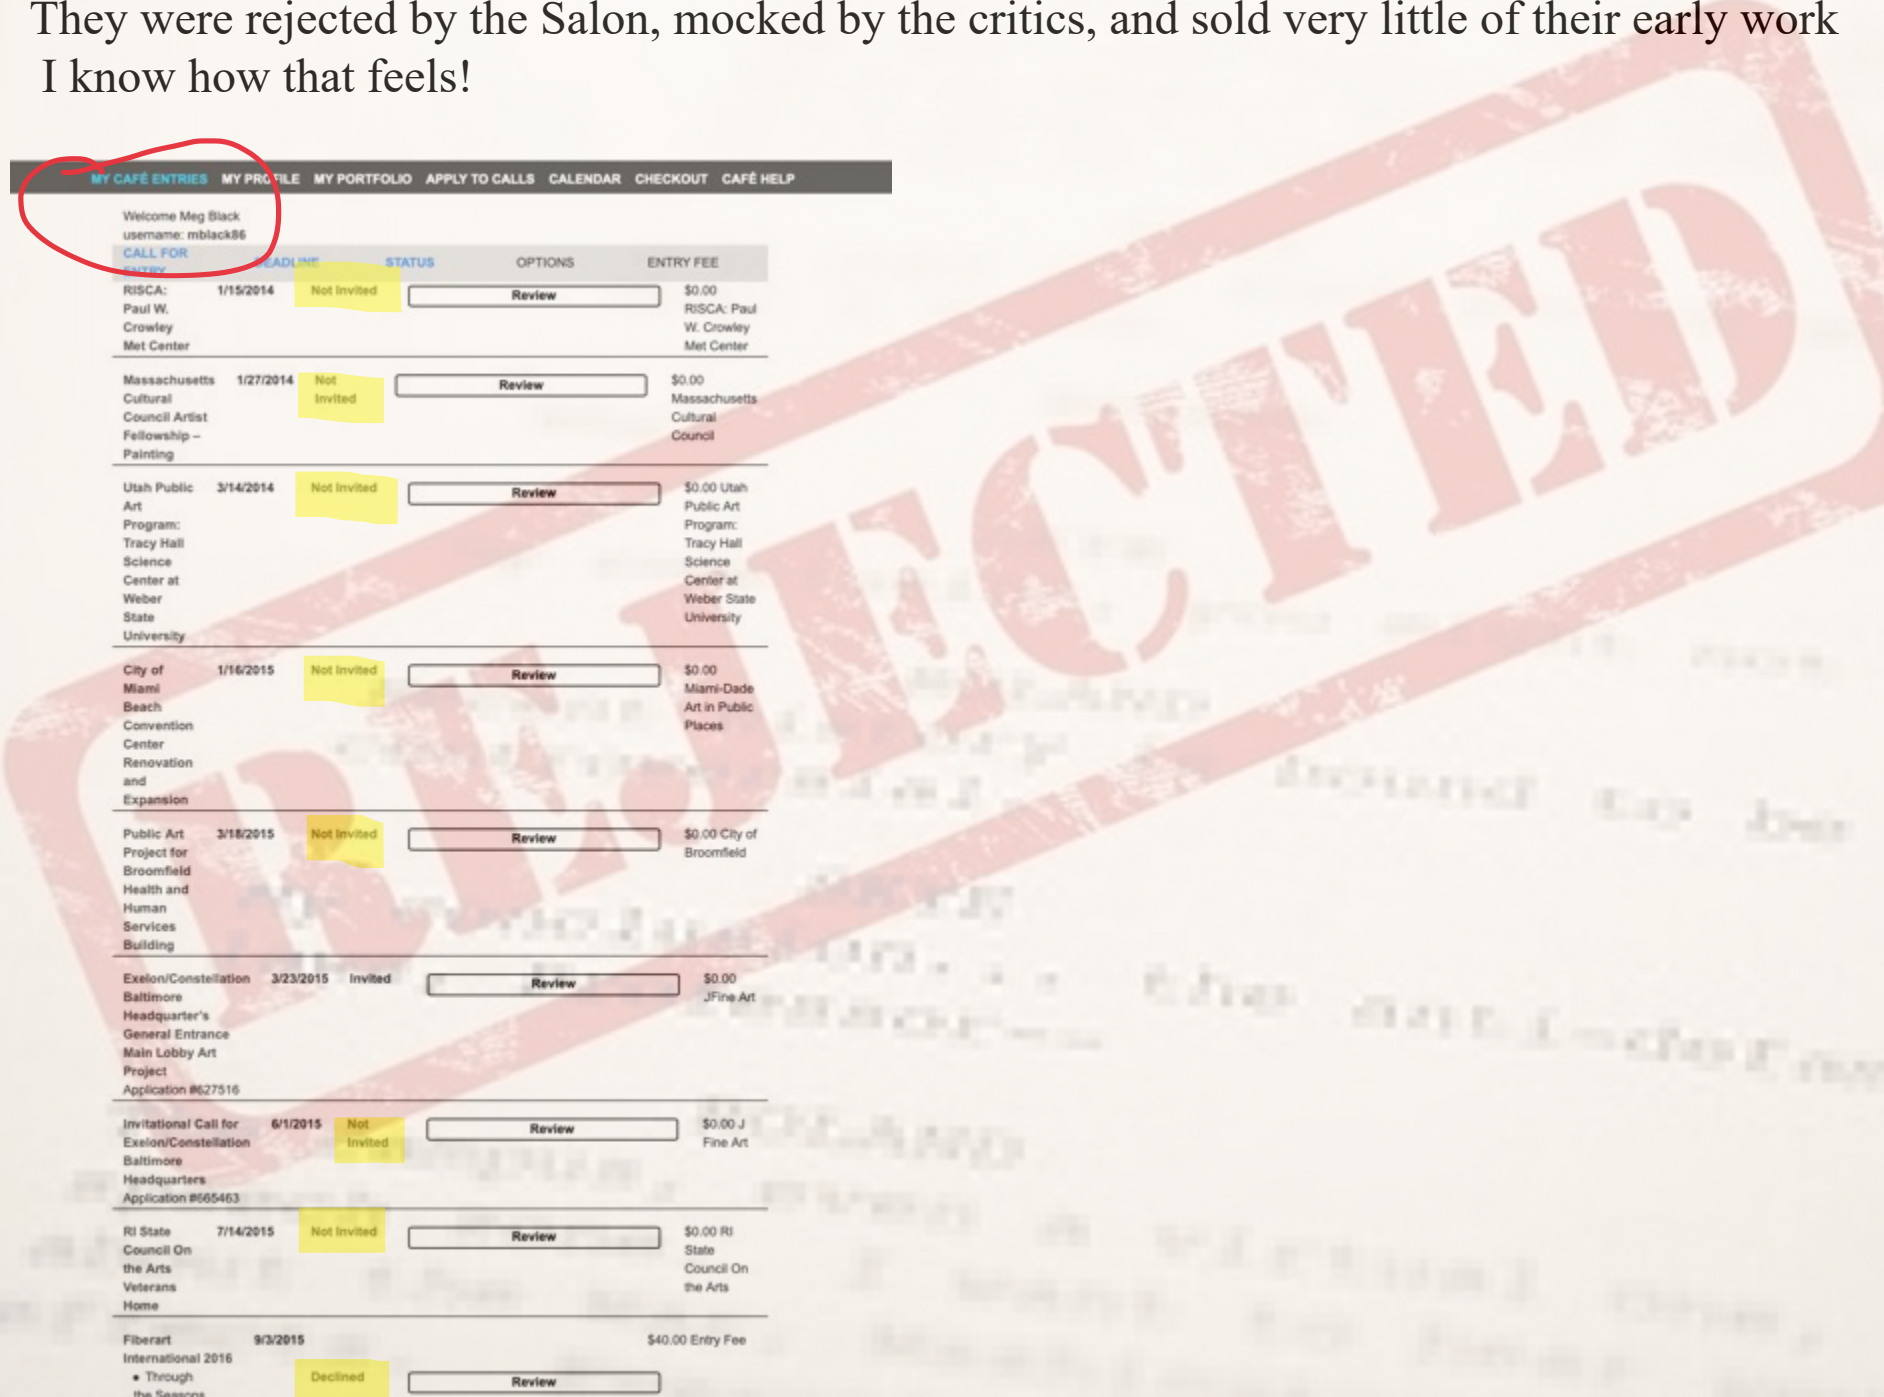 They were rejected by the Salon, mocked by the critics, and sold very little of their early work
I know how that feels!
MY CAFÉ ENTRIES MY PROFILE MY PORTFOLIO APPLY TO CALLS CALENDAR CHECKOUT CAFÉ HELP
Welcome Meg Black
username: mblack86
CALL FOR ENTRY DEADLINE STATUS OPTIONS ENTRY FEE
RISCA: 1/15/2014 Not Invited Review $0.00
Paul W. RISCA: Paul
Crowley W. Crowley
Met Center Met Center
Massachusetts 1/27/2014 Not Review $0.00
Cultural Invited Massachusetts
Council Artist Cultural
Fellowship – Council
Painting
Utah Public 3/14/2014 Not Invited Review $0.00 Utah
Art Public Art
Program: Program:
Tracy Hall Tracy Hall
Science Science
Center at Center at
Weber Weber State
State University
University
City of 1/16/2015 Not Invited Review $0.00
Miami Miami-Dade
Beach Art in Public
Convention Places
Center
Renovation
and
Expansion
Public Art 3/18/2015 Not Invited Review $0.00 City of
Project for Broomfield
Broomfield
Health and
Human
Services
Building
Exelon/Constellation 3/23/2015 Invited Review $0.00
Baltimore JFine Art
Headquarter's
General Entrance
Main Lobby Art
Project
Application #627516
Invitational Call for 6/1/2015 Not Review $0.00 J
Exelon/Constellation Invited Fine Art
Baltimore
Headquarters
Application #665463
RI State 7/14/2015 Not Invited Review $0.00 RI
Council On State
the Arts Council On
Veterans the Arts
Home
Fiberart 9/3/2015 $40.00 Entry Fee
International 2016
• Through Declined Review
the Seasons
REJECTED